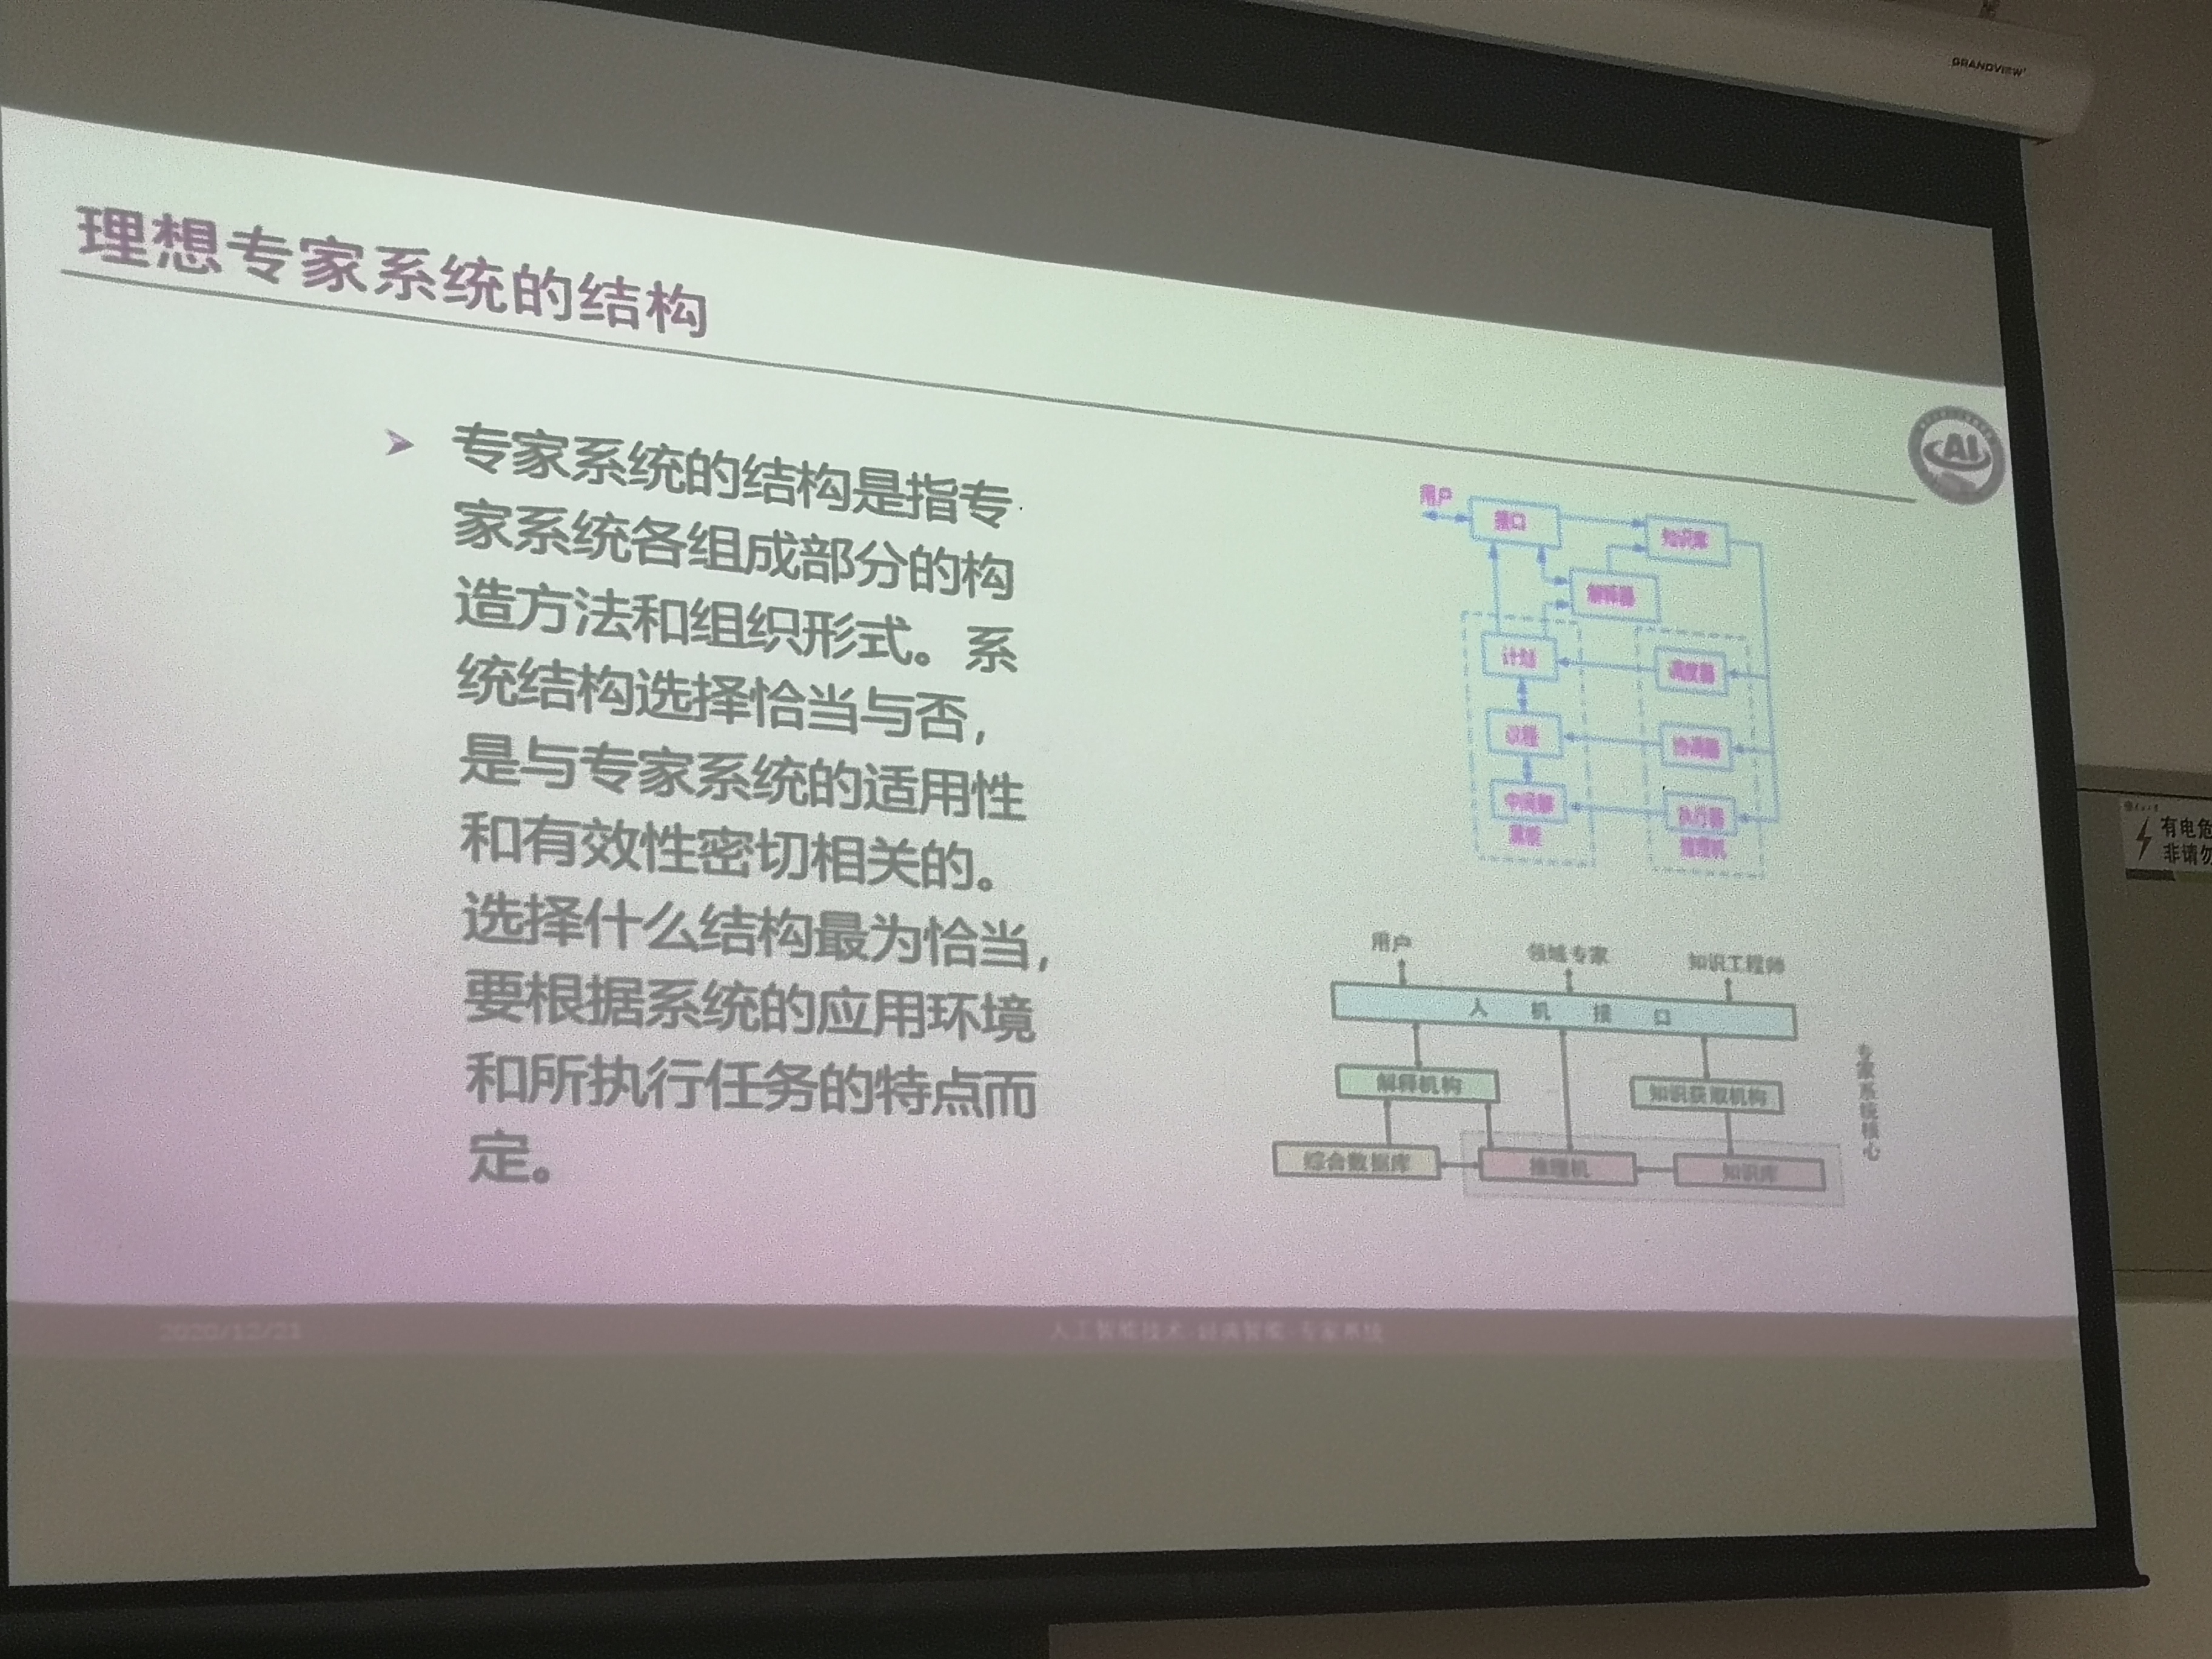 GRANDVIEW
理想专家系统的结构
AI
➢ 专家系统的结构是指专
家系统各组成部分的构
造方法和组织形式。系
统结构选择恰当与否，
是与专家系统的适用性
和有效性密切相关的。
选择什么结构最为恰当，
要根据系统的应用环境
和所执行任务的特点而
定。
用户
接口
知识库
解释器
计划
调度器
议程
协调器
中间解
执行器
黑板
推理机
用户
领域专家
知识工程师
人机接口
解释机构
知识获取机构
综合数据库
推理机
知识库
专家系统核心
2020/12/21
人工智能技术 经典智能 专家系统
有电危
非请勿